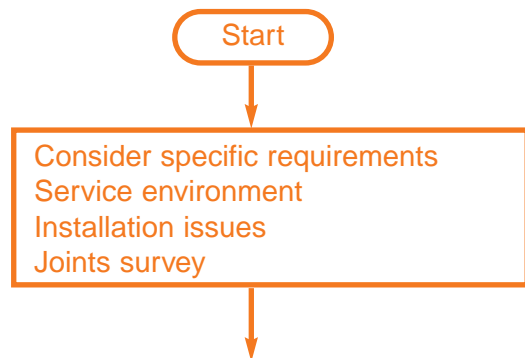 Start
Consider specific requirements
Service environment
Installation issues
Joints survey